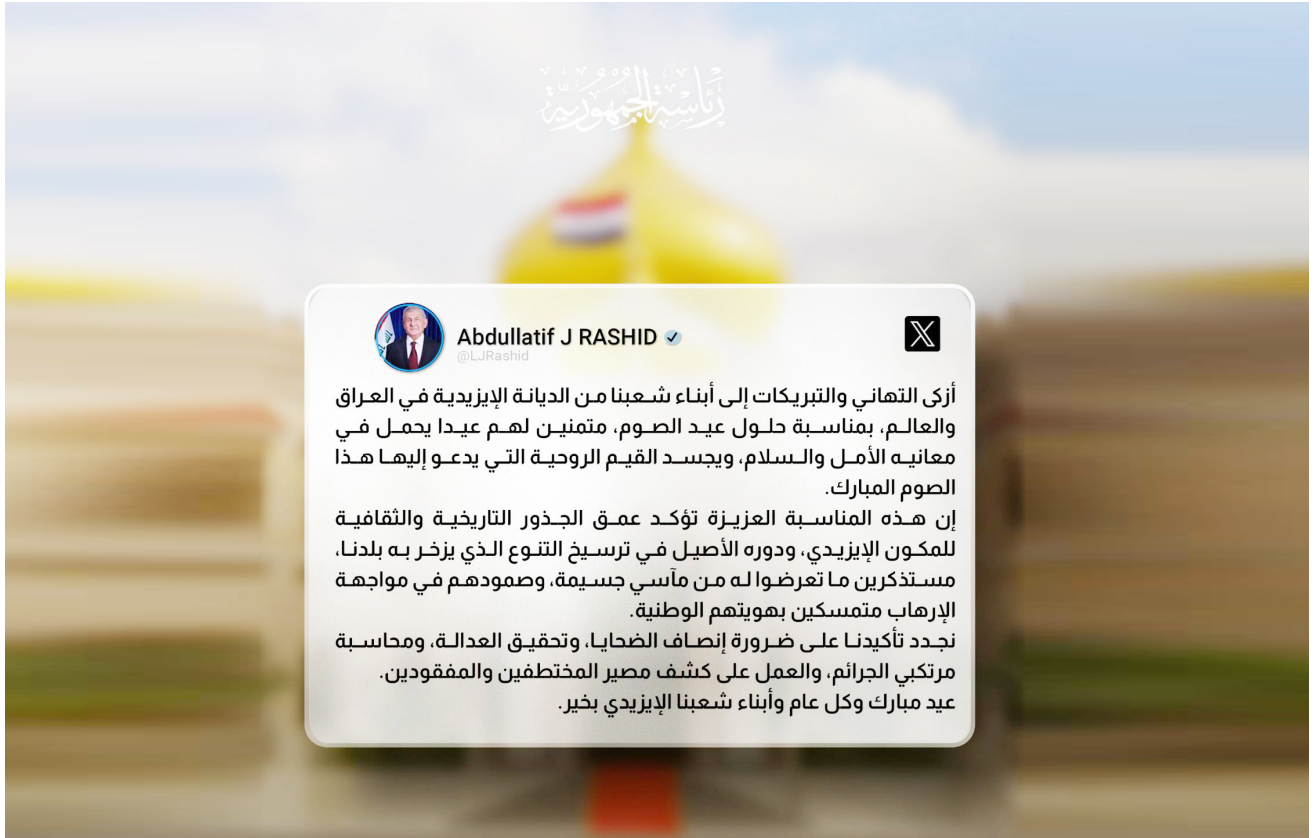 رئاسة الجمهورية
Abdullatif J RASHID
@LJRashid
أزكى التهاني والتبريكات إلى أبناء شعبنا من الديانة الإيزيدية في العراق
والعالم، بمناسبة حلول عيد الصوم، متمنين لهم عيدا يحمل في
معانيه الأمل والسلام، ويجسد القيم الروحية التي يدعو إليها هذا
الصوم المبارك.
إن هذه المناسبة العزيزة تؤكد عمق الجذور التاريخية والثقافية
للمكون الإيزيدي، ودوره الأصيل في ترسيخ التنوع الذي يزخر به بلدنا،
مستذكرين ما تعرضوا له من مآسي جسيمة، وصمودهم في مواجهة
الإرهاب متمسكين بهويتهم الوطنية.
نجدد تأكيدنا على ضرورة إنصاف الضحايا، وتحقيق العدالة، ومحاسبة
مرتكبي الجرائم، والعمل على كشف مصير المختطفين والمفقودين.
عيد مبارك وكل عام وأبناء شعبنا الإيزيدي بخير.